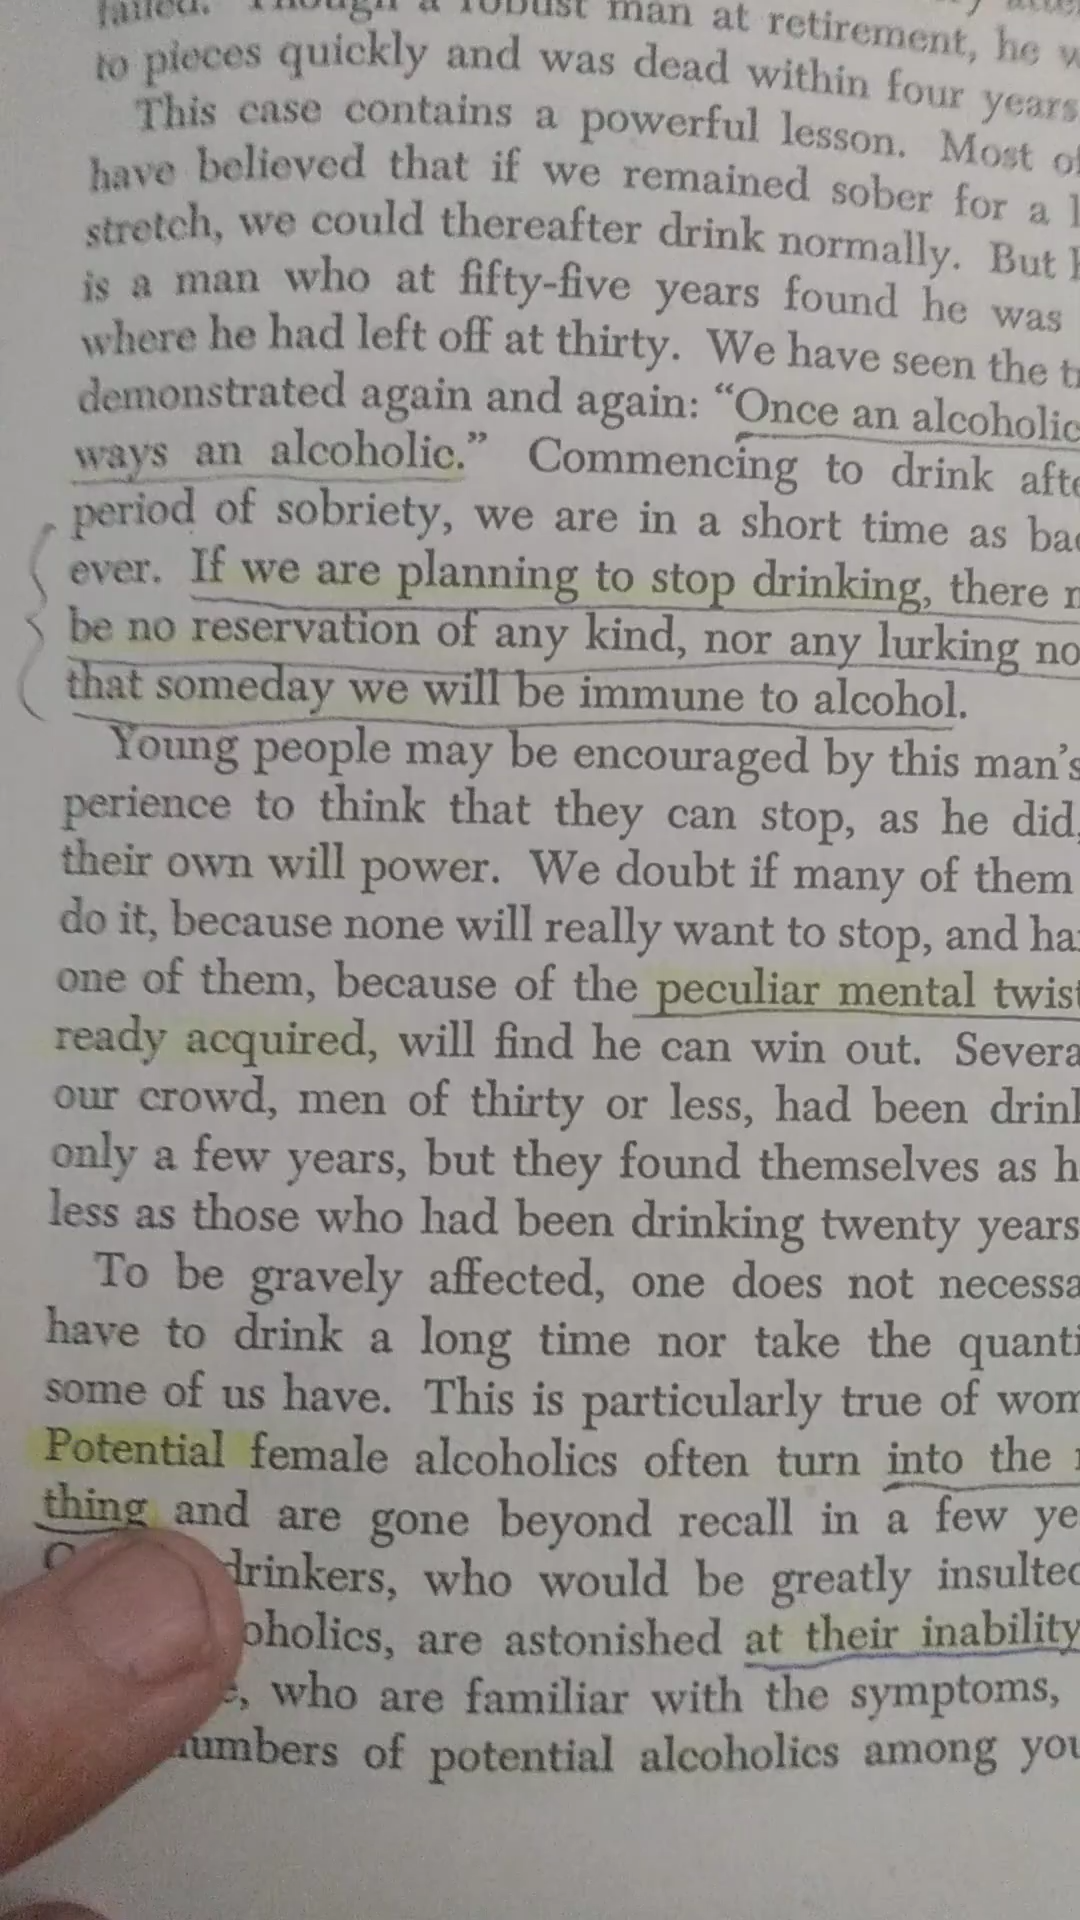 failed. Though a robust man at retirement, he
to pieces quickly and was dead within four years
This case contains a powerful lesson. Most
have believed that if we remained sober for a
stretch, we could thereafter drink normally. But
is a man who at fifty-five years found he was
where he had left off at thirty. We have seen the
demonstrated again and again: “Once an alcoholic
ways an alcoholic.” Commencing to drink
period of sobriety, we are in a short time as
ever. If we are planning to stop drinking, there
be no reservation of any kind, nor any lurking
that someday we will be immune to alcohol.
Young people may be encouraged by this man’s
perience to think that they can stop, as he did,
their own will power. We doubt if many of them
do it, because none will really want to stop, and
one of them, because of the peculiar mental twist
ready acquired, will find he can win out.
our crowd, men of thirty or less, had been
only a few years, but they found themselves as
less as those who had been drinking twenty years
To be gravely affected, one does not
have to drink a long time nor take the
some of us have. This is particularly true of
Potential female alcoholics often turn into the
thing and are gone beyond recall in a few
drinkers, who would be greatly insulted
oholics, are astonished at their inability
who are familiar with the symptoms,
umbers of potential alcoholics among